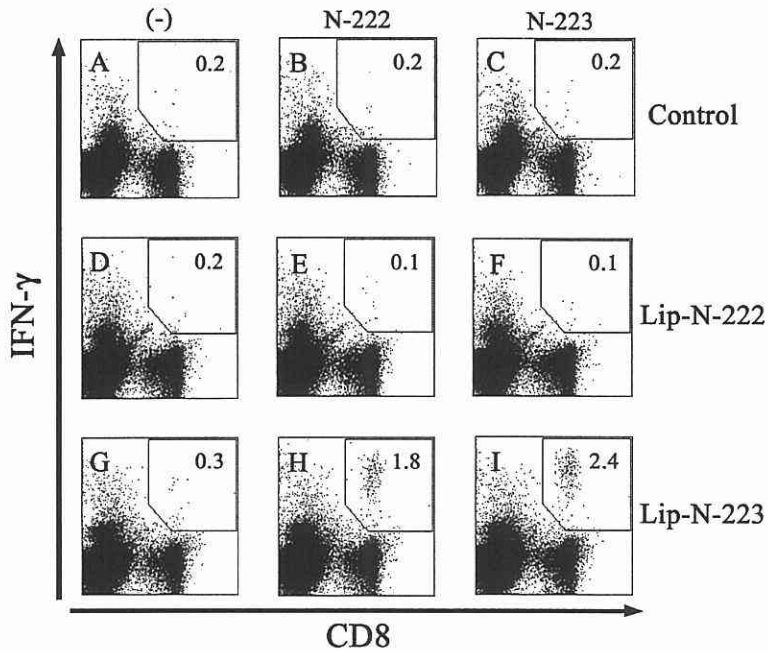 (-) N-222 N-223
A 0.2 B 0.2 C 0.2 Control
D 0.2 E 0.1 F 0.1 Lip-N-222
G 0.3 H 1.8 I 2.4 Lip-N-223
IFN-γ
CD8